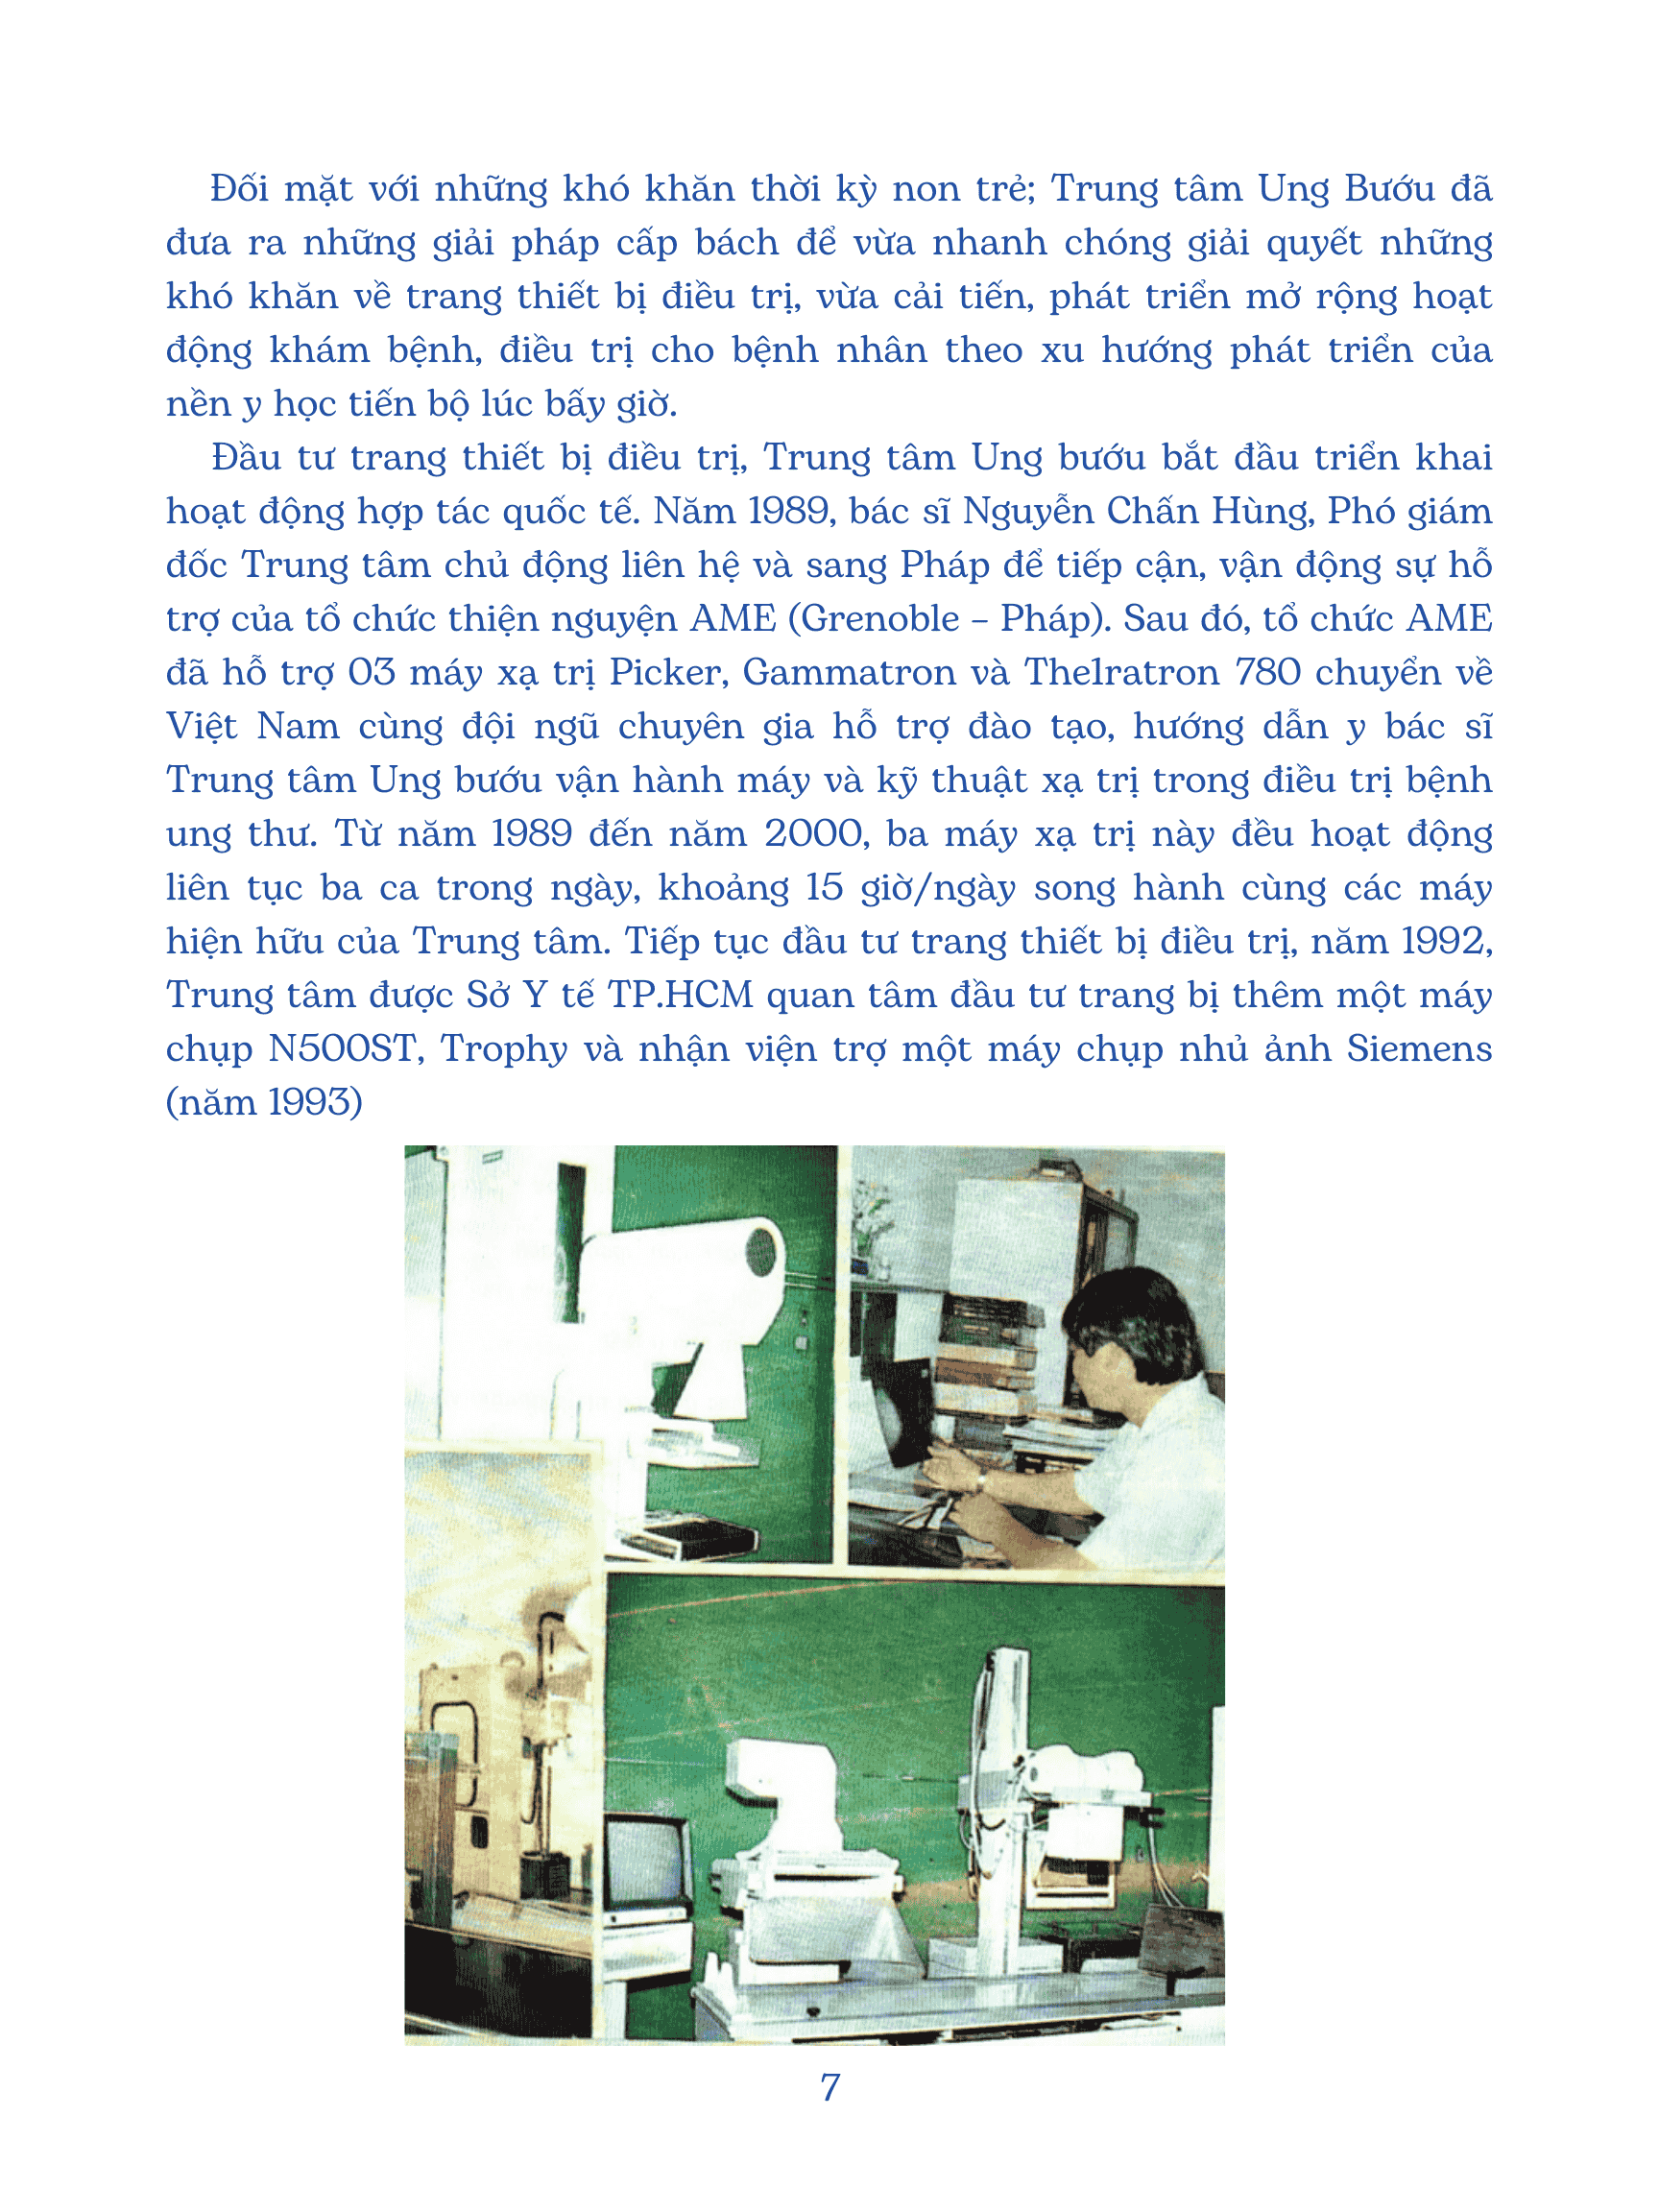 Đối mặt với những khó khăn thời kỳ non trẻ; Trung tâm Ung Bướu đã
đưa ra những giải pháp cấp bách để vừa nhanh chóng giải quyết những
khó khăn về trang thiết bị điều trị, vừa cải tiến, phát triển mở rộng hoạt
động khám bệnh, điều trị cho bệnh nhân theo xu hướng phát triển của
nền y học tiến bộ lúc bấy giờ.
Đầu tư trang thiết bị điều trị, Trung tâm Ung bướu bắt đầu triển khai
hoạt động hợp tác quốc tế. Năm 1989, bác sĩ Nguyễn Chấn Hùng, Phó giám
đốc Trung tâm chủ động liên hệ và sang Pháp để tiếp cận, vận động sự hỗ
trợ của tổ chức thiện nguyện AME (Grenoble – Pháp). Sau đó, tổ chức AME
đã hỗ trợ 03 máy xạ trị Picker, Gammatron và The1ratron 780 chuyển về
Việt Nam cùng đội ngũ chuyên gia hỗ trợ đào tạo, hướng dẫn y bác sĩ
Trung tâm Ung bướu vận hành máy và kỹ thuật xạ trị trong điều trị bệnh
ung thư. Từ năm 1989 đến năm 2000, ba máy xạ trị này đều hoạt động
liên tục ba ca trong ngày, khoảng 15 giờ/ngày song hành cùng các máy
hiện hữu của Trung tâm. Tiếp tục đầu tư trang thiết bị điều trị, năm 1992,
Trung tâm được Sở Y tế TP.HCM quan tâm đầu tư trang bị thêm một máy
chụp N500ST, Trophy và nhận viện trợ một máy chụp nhủ ảnh Siemens
(năm 1993)
7